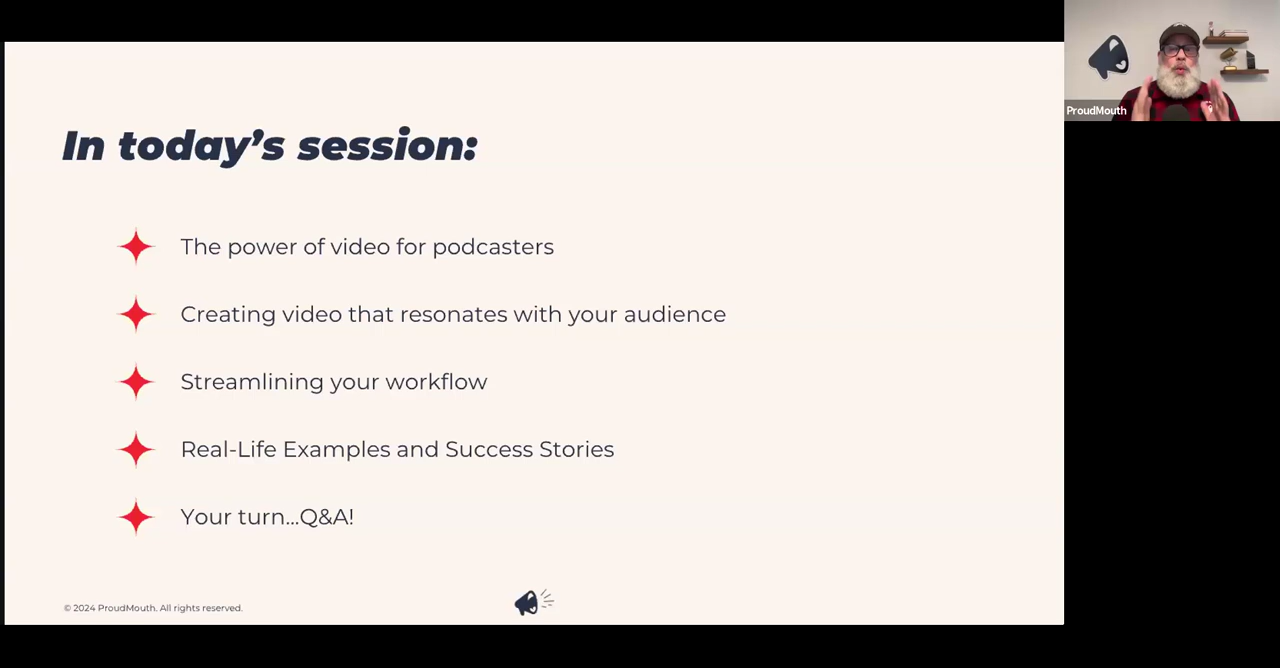 In today's session:
The power of video for podcasters
Creating video that resonates with your audience
Streamlining your workflow
Real-Life Examples and Success Stories
Your turn...Q&A!
© 2024 ProudMouth. All rights reserved.
ProudMouth